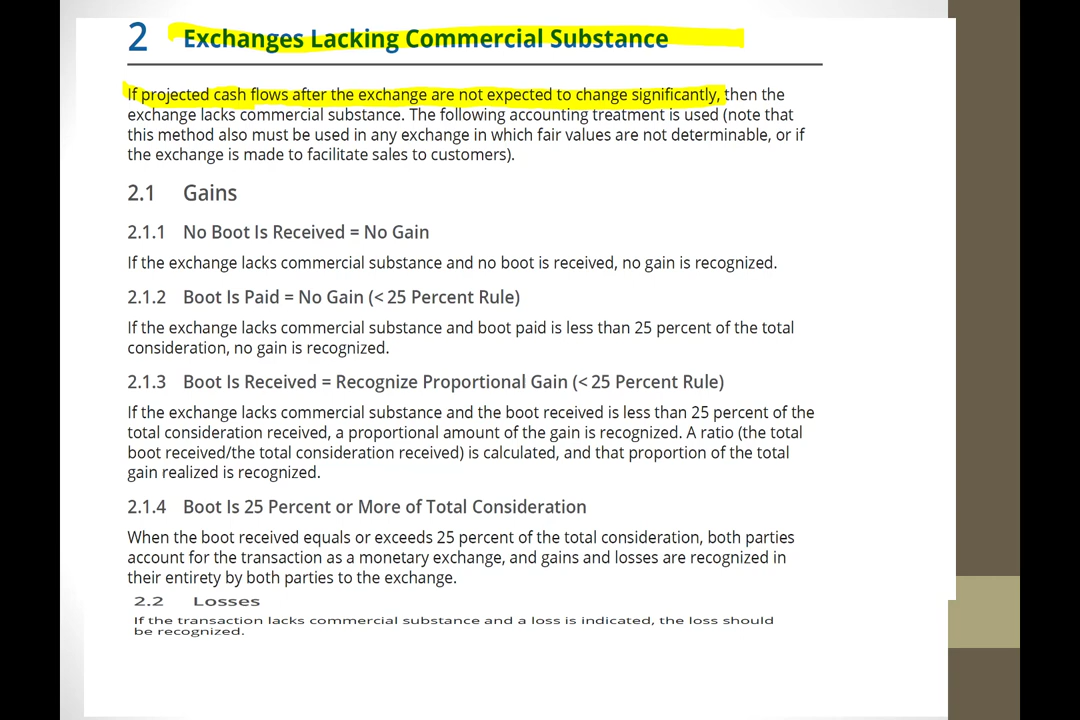 2 Exchanges Lacking Commercial Substance
If projected cash flows after the exchange are not expected to change significantly, then the
exchange lacks commercial substance. The following accounting treatment is used (note that
this method also must be used in any exchange in which fair values are not determinable, or if
the exchange is made to facilitate sales to customers).
2.1 Gains
2.1.1 No Boot Is Received = No Gain
If the exchange lacks commercial substance and no boot is received, no gain is recognized.
2.1.2 Boot Is Paid = No Gain (< 25 Percent Rule)
If the exchange lacks commercial substance and boot paid is less than 25 percent of the total
consideration, no gain is recognized.
2.1.3 Boot Is Received = Recognize Proportional Gain (< 25 Percent Rule)
If the exchange lacks commercial substance and the boot received is less than 25 percent of the
total consideration received, a proportional amount of the gain is recognized. A ratio (the total
boot received/the total consideration received) is calculated, and that proportion of the total
gain realized is recognized.
2.1.4 Boot Is 25 Percent or More of Total Consideration
When the boot received equals or exceeds 25 percent of the total consideration, both parties
account for the transaction as a monetary exchange, and gains and losses are recognized in
their entirety by both parties to the exchange.
2.2 Losses
If the transaction lacks commercial substance and a loss is indicated, the loss should
be recognized.